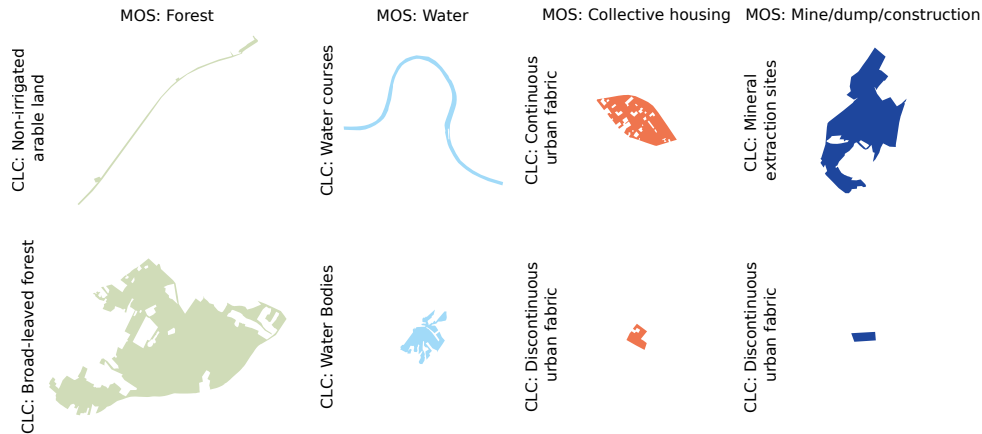 MOS: Forest
MOS: Water
MOS: Collective housing
MOS: Mine/dump/construction
CLC: Non-irrigated
arable land
CLC: Water courses
CLC: Continuous
urban fabric
CLC: Mineral
extraction sites
CLC: Broad-leaved forest
CLC: Water Bodies
CLC: Discontinuous
urban fabric
CLC: Discontinuous
urban fabric